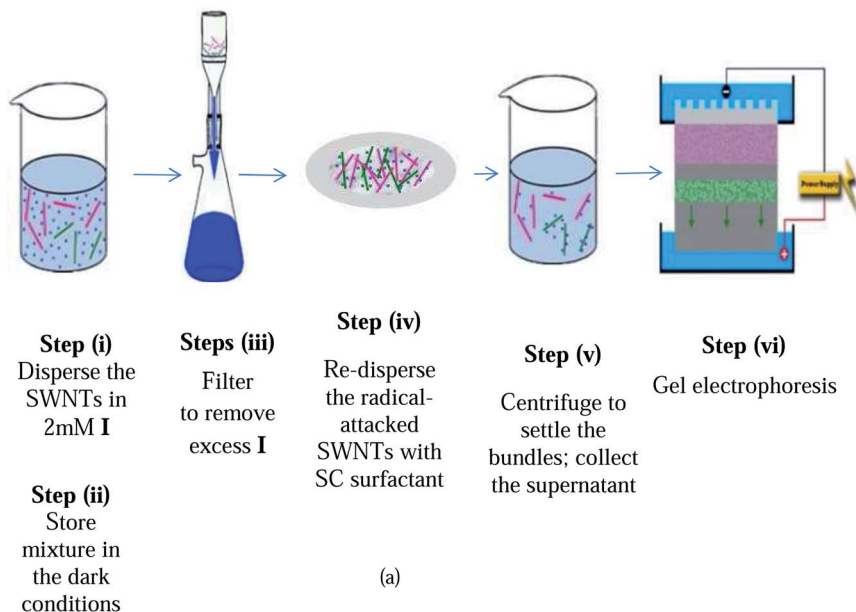 Step (i)
Disperse the
SWNTs in
2mM I
Step (ii)
Store
mixture in
the dark
conditions
Steps (iii)
Filter
to remove
excess I
Step (iv)
Re-disperse
the radical-
attacked
SWNTs with
SC surfactant
Step (v)
Centrifuge to
settle the
bundles; collect
the supernatant
Step (vi)
Gel electrophoresis
Power Supply
-
+
(a)